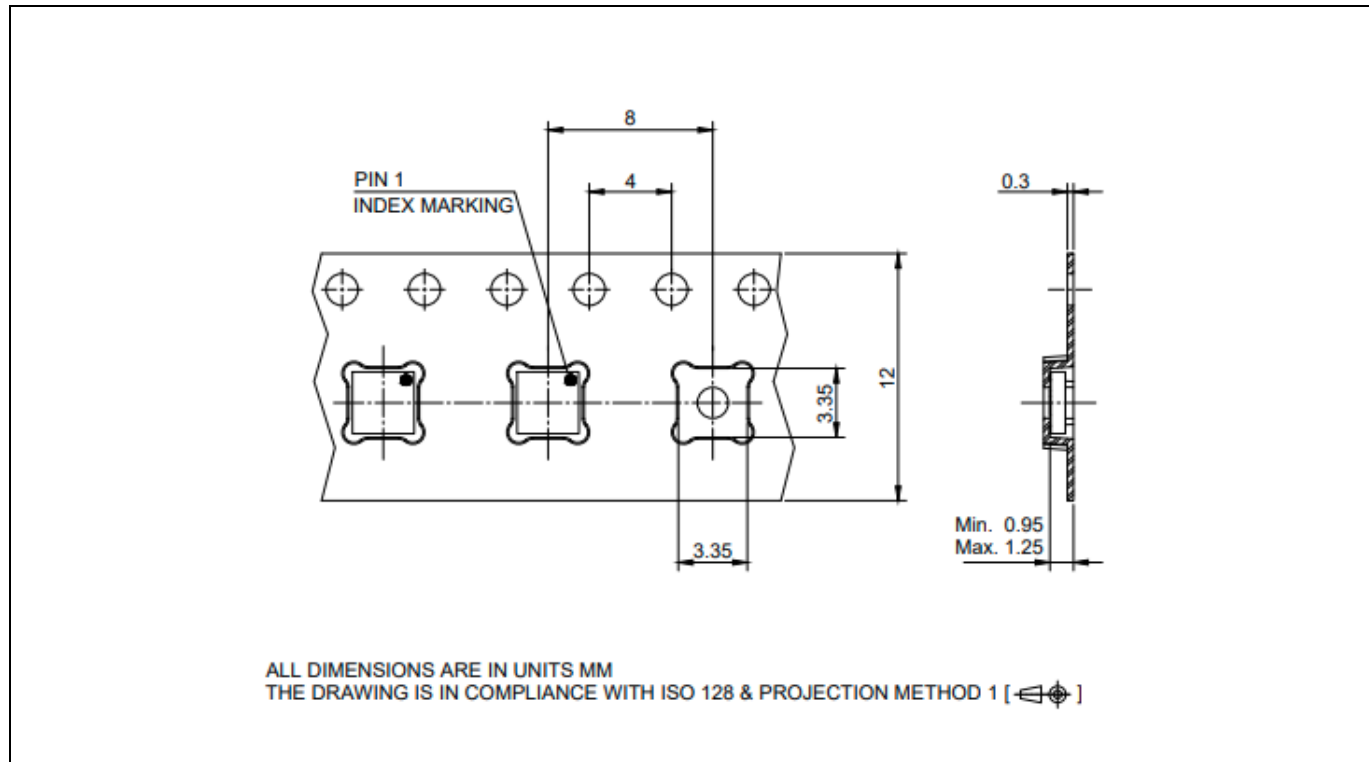 8
PIN 1
INDEX MARKING
4
0.3
12
3.35
3.35
Min. 0.95
Max. 1.25
ALL DIMENSIONS ARE IN UNITS MM
THE DRAWING IS IN COMPLIANCE WITH ISO 128 & PROJECTION METHOD 1 [ ]